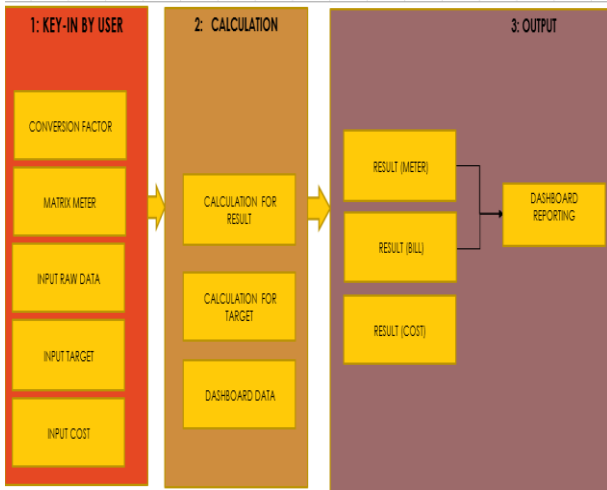 1: KEY-IN BY USER
CONVERSION FACTOR
MATRIX METER
INPUT RAW DATA
INPUT TARGET
INPUT COST
2: CALCULATION
CALCULATION FOR
RESULT
CALCULATION FOR
TARGET
DASHBOARD DATA
3: OUTPUT
RESULT (METER)
RESULT (BILL)
RESULT (COST)
DASHBOARD
REPORTING